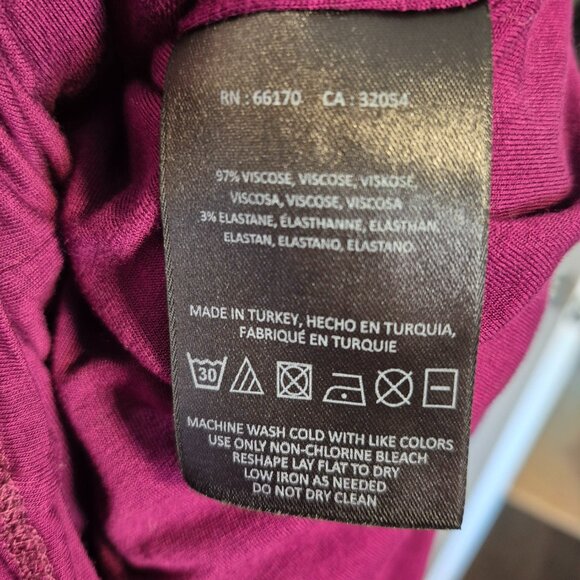 RN : 66170 CA : 32054
97% VISCOSE, VISCOSE, VISKOSE,
VISCOSA, VISCOSE, VISCOSA
3% ELASTANE, ÉLASTHANNE, ELASTHAN,
ELASTAN, ELASTANO, ELASTANO
MADE IN TURKEY, HECHO EN TURQUIA,
FABRIQUÉ EN TURQUIE
30
MACHINE WASH COLD WITH LIKE COLORS
USE ONLY NON-CHLORINE BLEACH
RESHAPE LAY FLAT TO DRY
LOW IRON AS NEEDED
DO NOT DRY CLEAN